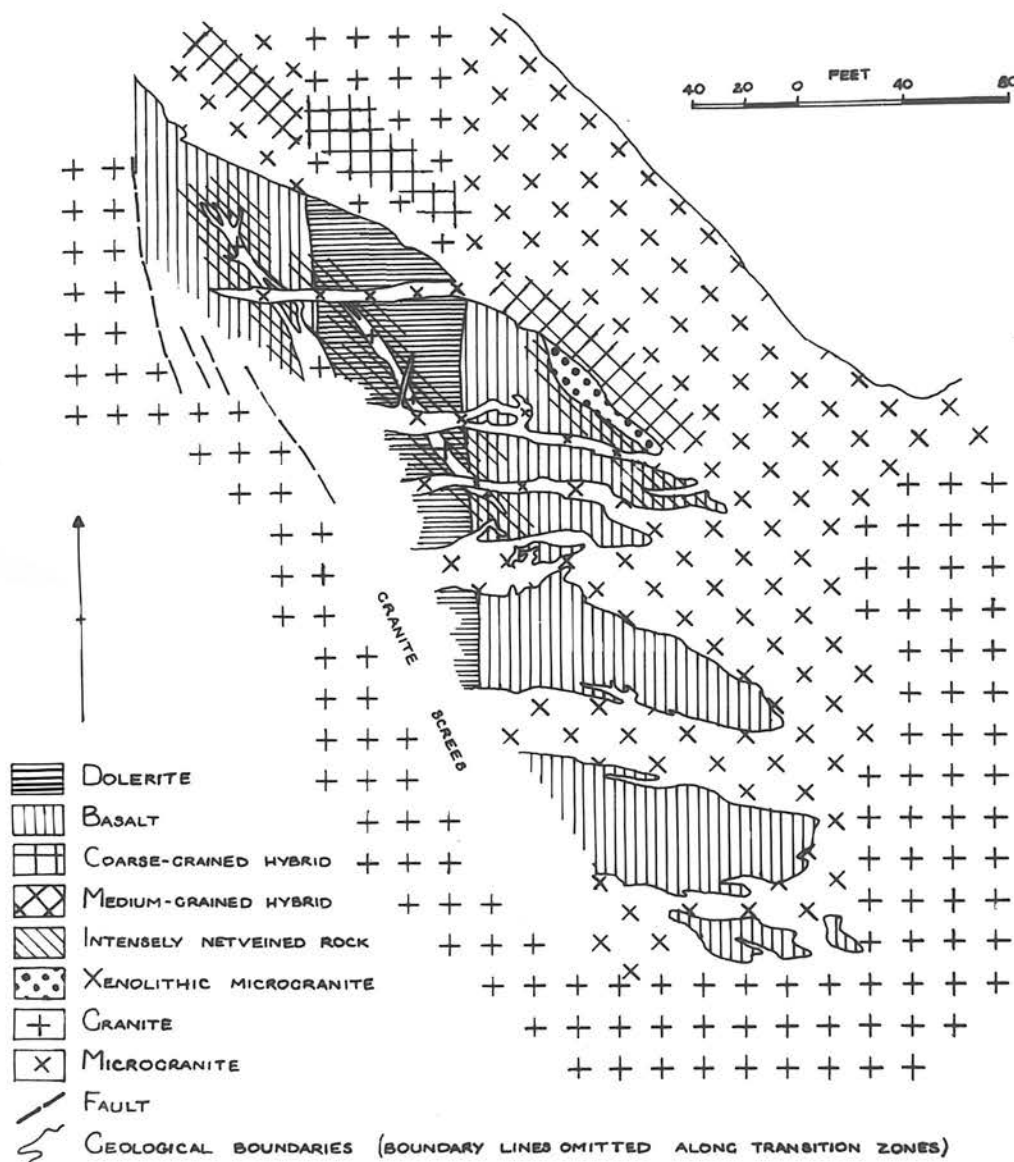 FEET
40 20 0 40 80
GRANITE
SCREES
DOLERITE
BASALT
COARSE-GRAINED HYBRID
MEDIUM-GRAINED HYBRID
INTENSELY NETVEINED ROCK
XENOLITHIC MICROGRANITE
GRANITE
MICROGRANITE
FAULT
GEOLOGICAL BOUNDARIES (BOUNDARY LINES OMITTED ALONG TRANSITION ZONES)